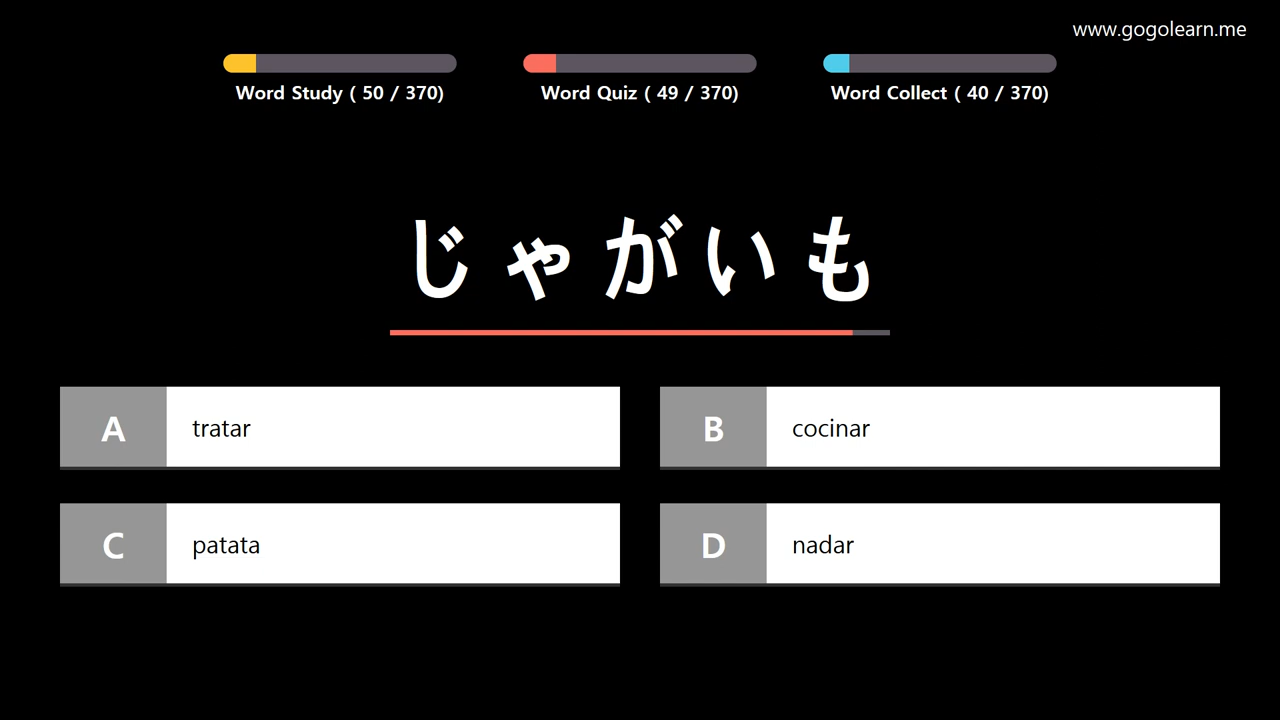 www.gogolearn.me
Word Study ( 50 / 370)
Word Quiz ( 49 / 370)
Word Collect ( 40 / 370)
じゃがいも
A tratar
B cocinar
C patata
D nadar